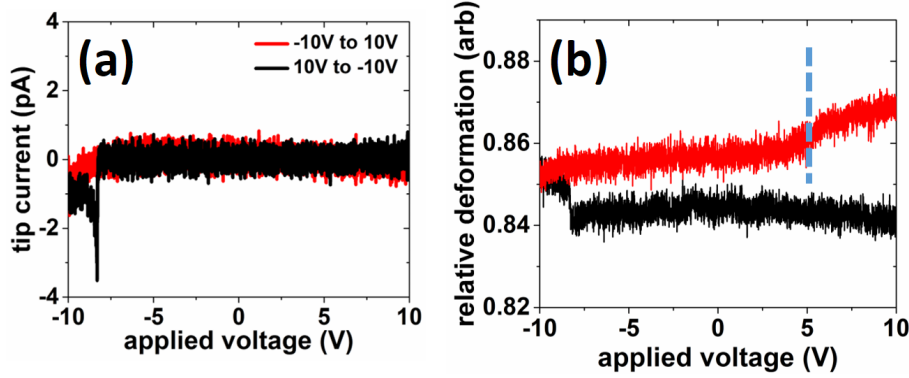 (a)
-10V to 10V
10V to -10V
tip current (pA)
4
2
0
-2
-4
-10
-5
0
5
10
applied voltage (V)
(b)
relative deformation (arb)
0.88
0.86
0.84
0.82
-10
-5
0
5
10
applied voltage (V)